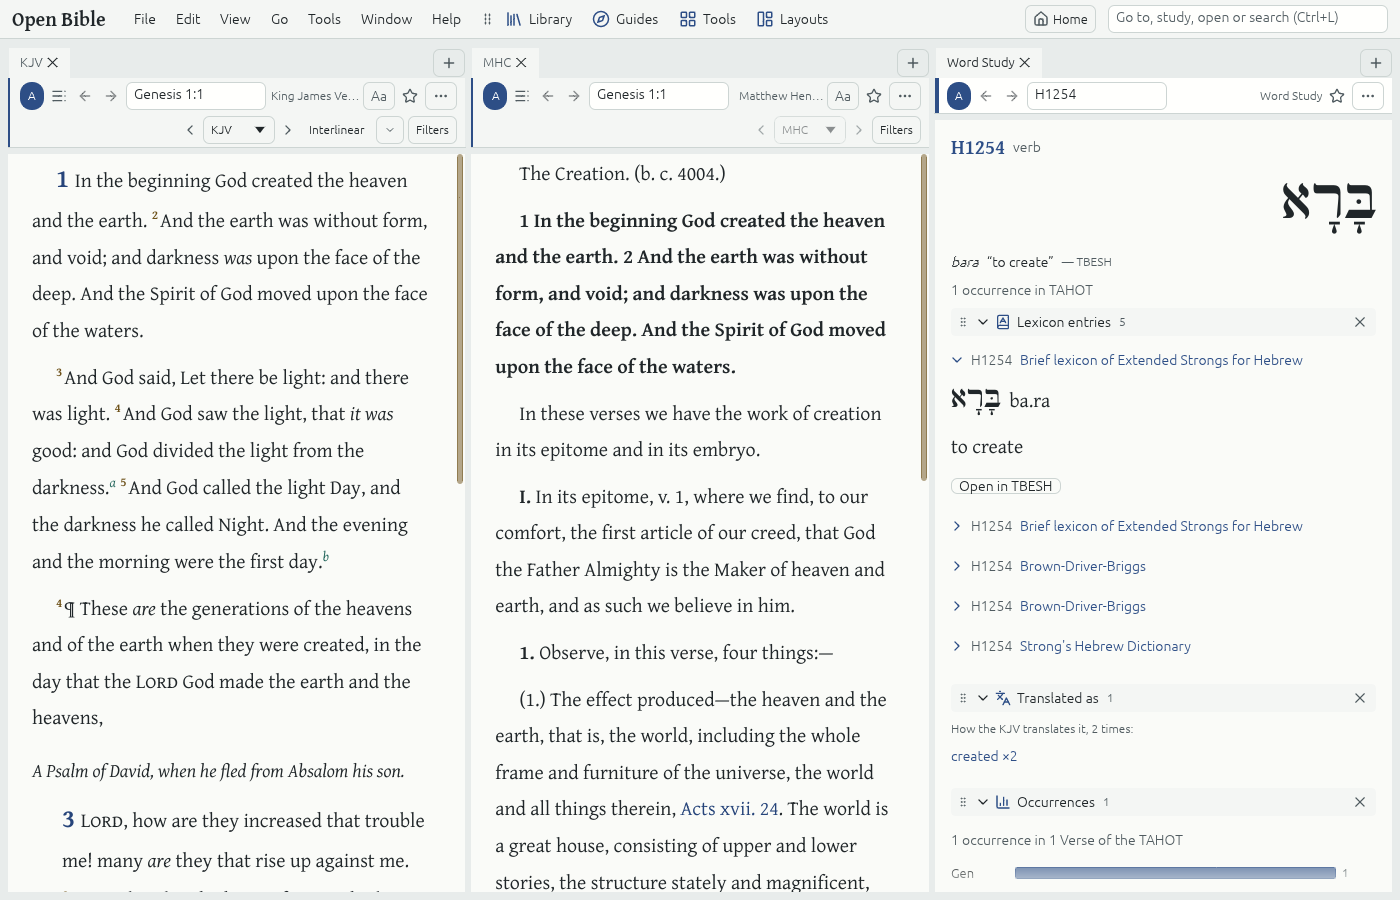 Open Bible
File Edit View Go Tools Window Help
Library Guides Tools Layouts
Home
Go to, study, open or search (Ctrl+L)
KJV
A Genesis 1:1 King James Ve... Aa
KJV Interlinear Filters
1 In the beginning God created the heaven
and the earth. 2 And the earth was without form,
and void; and darkness was upon the face of the
deep. And the Spirit of God moved upon the face
of the waters.
3 And God said, Let there be light: and there
was light. 4 And God saw the light, that it was
good: and God divided the light from the
darkness.a 5 And God called the light Day, and
the darkness he called Night. And the evening
and the morning were the first day.b
4 ¶ These are the generations of the heavens
and of the earth when they were created, in the
day that the LORD God made the earth and the
heavens,
A Psalm of David, when he fled from Absalom his son.
3 LORD, how are they increased that trouble
me! many are they that rise up against me.
MHC
A Genesis 1:1 Matthew Hen... Aa
MHC Filters
The Creation. (b. c. 4004.)
1 In the beginning God created the heaven
and the earth. 2 And the earth was without
form, and void; and darkness was upon the
face of the deep. And the Spirit of God moved
upon the face of the waters.
In these verses we have the work of creation
in its epitome and in its embryo.
I. In its epitome, v. 1, where we find, to our
comfort, the first article of our creed, that God
the Father Almighty is the Maker of heaven and
earth, and as such we believe in him.
1. Observe, in this verse, four things:—
(1.) The effect produced—the heaven and the
earth, that is, the world, including the whole
frame and furniture of the universe, the world
and all things therein, Acts xvii. 24. The world is
a great house, consisting of upper and lower
stories, the structure stately and magnificent,
Word Study
A H1254 Word Study
H1254 verb
בָּרָא
bara “to create” — TBESH
1 occurrence in TAHOT
Lexicon entries 5
H1254 Brief lexicon of Extended Strongs for Hebrew
בָּרָא ba.ra
to create
Open in TBESH
H1254 Brief lexicon of Extended Strongs for Hebrew
H1254 Brown-Driver-Briggs
H1254 Brown-Driver-Briggs
H1254 Strong's Hebrew Dictionary
Translated as 1
How the KJV translates it, 2 times:
created ×2
Occurrences 1
1 occurrence in 1 Verse of the TAHOT
Gen 1